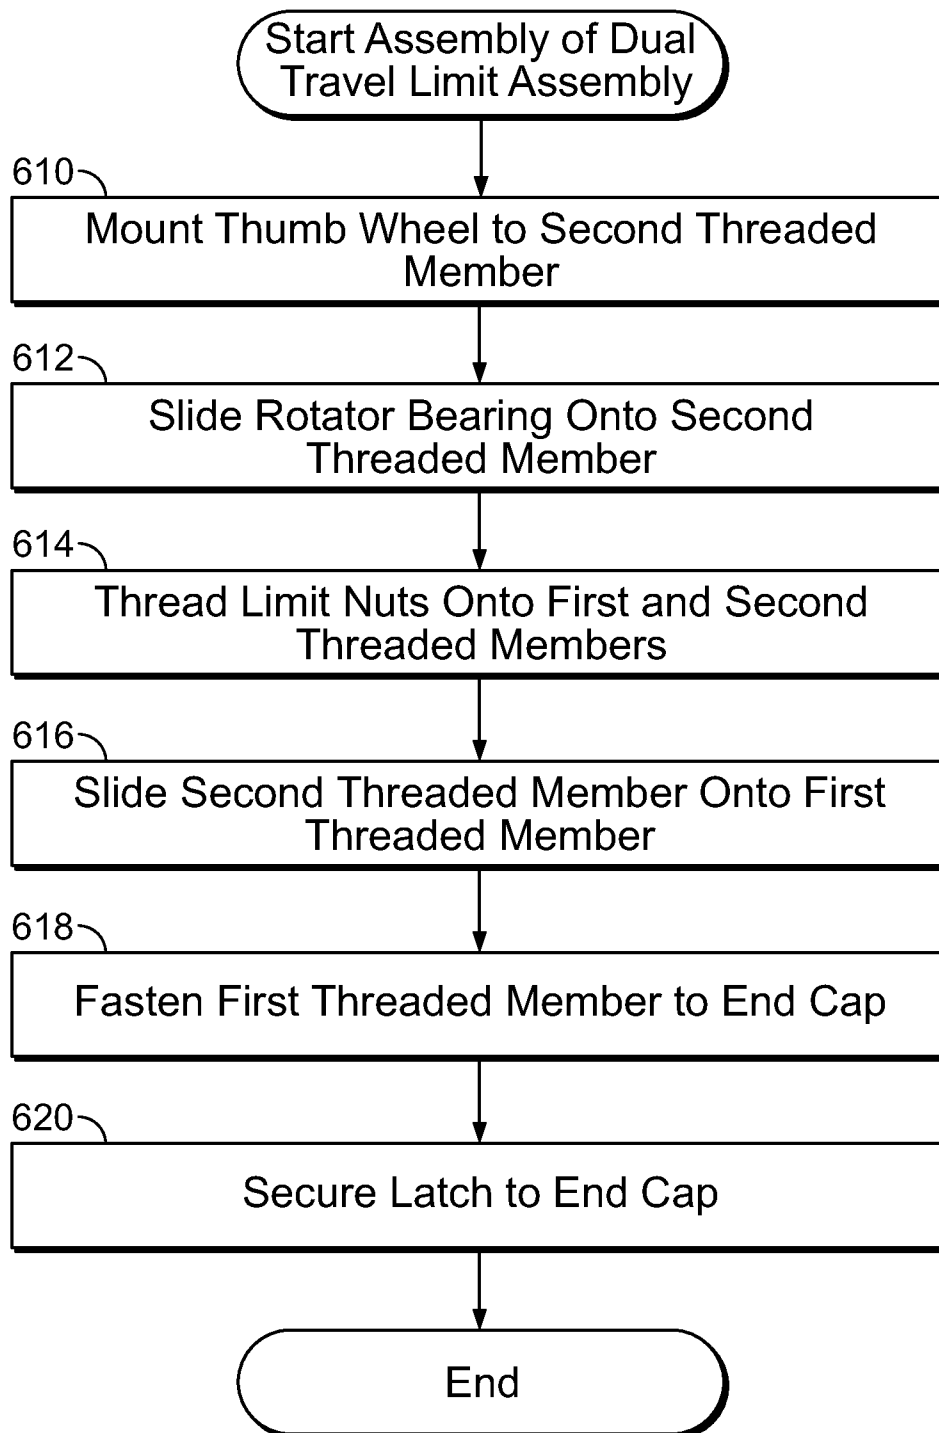 Start Assembly of Dual
Travel Limit Assembly
610
Mount Thumb Wheel to Second Threaded
Member
612
Slide Rotator Bearing Onto Second
Threaded Member
614
Thread Limit Nuts Onto First and Second
Threaded Members
616
Slide Second Threaded Member Onto First
Threaded Member
618
Fasten First Threaded Member to End Cap
620
Secure Latch to End Cap
End